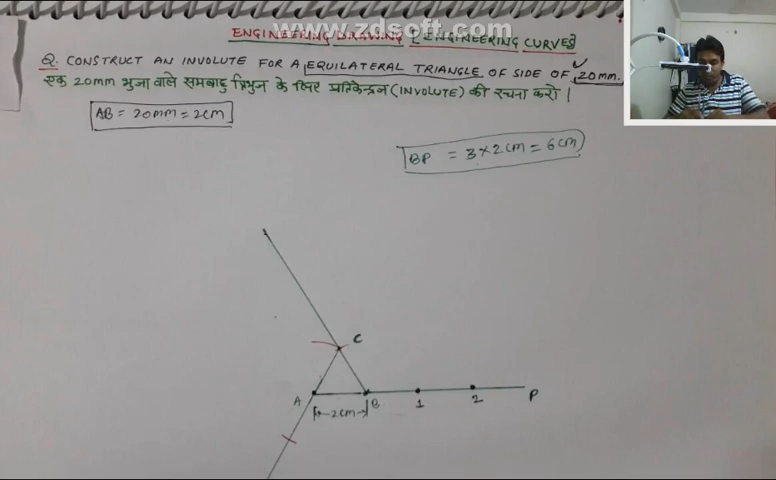 www.zdsoft.com
ENGINEERING DRAWING [ENGINEERING CURVES]
Q. CONSTRUCT AN INVOLUTE FOR A EQUILATERAL TRIANGLE OF SIDE OF 20mm.
एक 20mm भुजा वाले समबाहु त्रिभुज के लिए प्रतिकेन्द्रज (INVOLUTE) की रचना करो |
AB = 20mm = 2cm
BP = 3×2cm = 6cm
C
A B 1 2 P
2cm